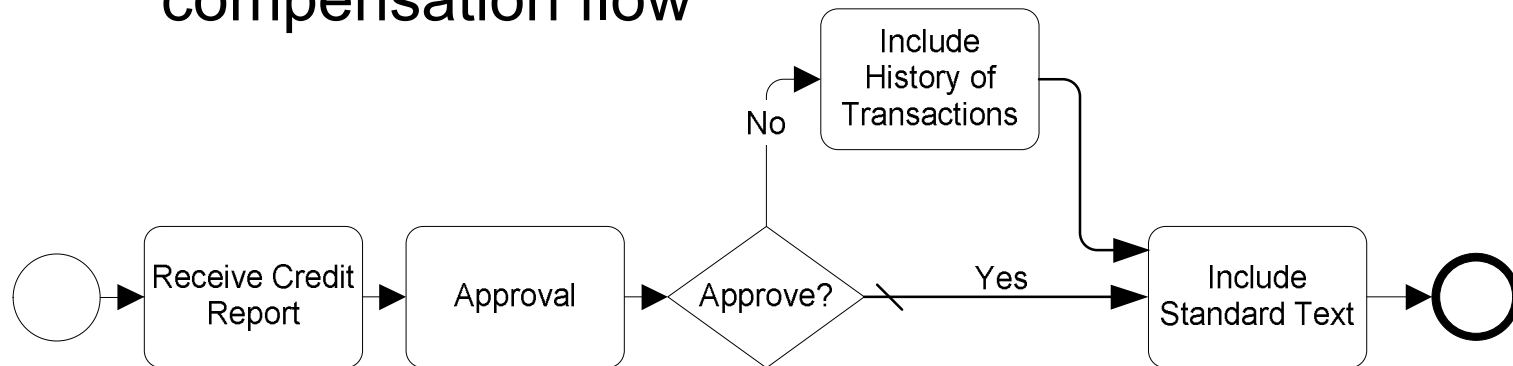 compensation flow
Include
History of
Transactions
No
Receive Credit
Report
Approval
Approve?
Yes
Include
Standard Text